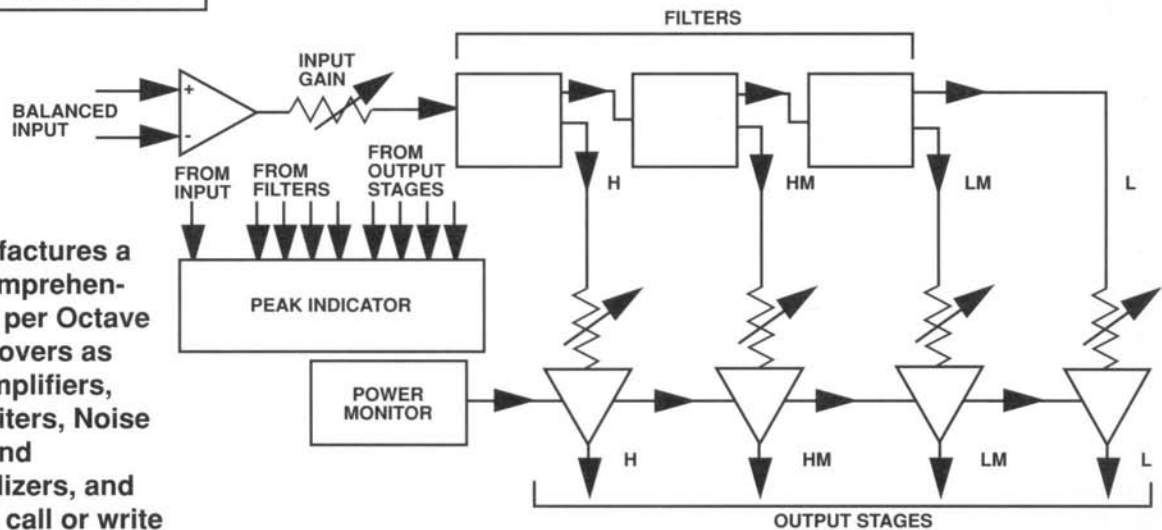 FILTERS
INPUT
GAIN
BALANCED
INPUT
+
-
FROM
INPUT
FROM
FILTERS
FROM
OUTPUT
STAGES
H
HM
LM
L
PEAK INDICATOR
POWER
MONITOR
H
HM
LM
L
OUTPUT STAGES
factures a
omprehen-
per Octave
overs as
mplifiers,
iters, Noise
nd
lizers, and
call or write